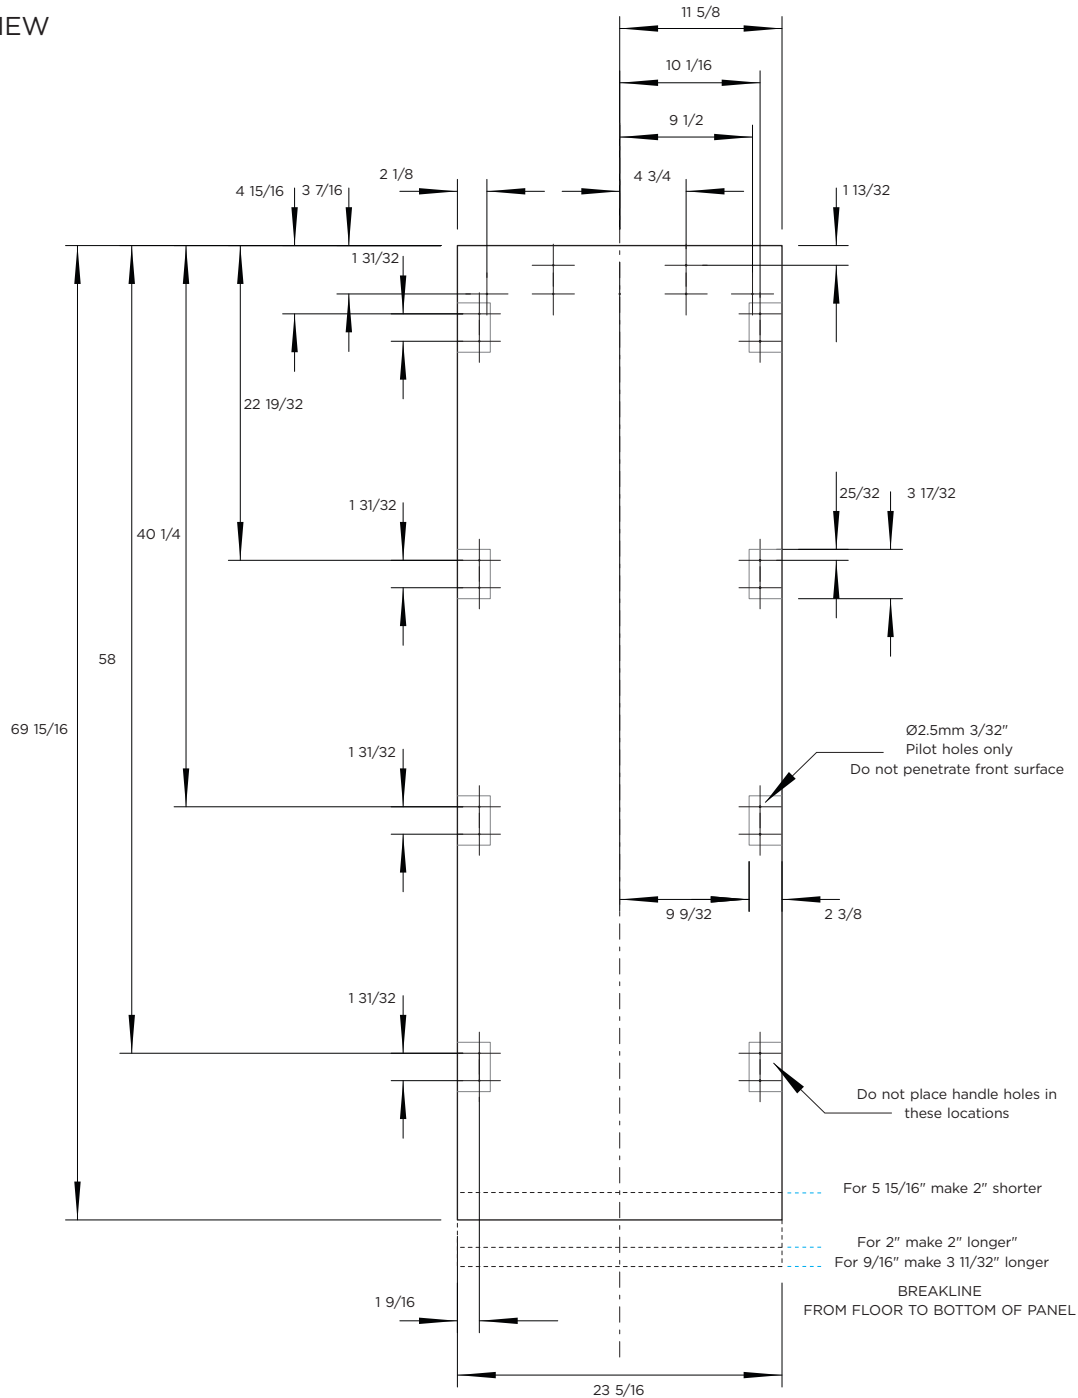 IEW
11 5/8
10 1/16
9 1/2
2 1/8
4 3/4
4 15/16
3 7/16
1 13/32
1 31/32
22 19/32
25/32
3 17/32
1 31/32
40 1/4
58
69 15/16
Ø2.5mm 3/32"
Pilot holes only
Do not penetrate front surface
1 31/32
9 9/32
2 3/8
1 31/32
Do not place handle holes in
these locations
For 5 15/16" make 2" shorter
For 2" make 2" longer"
For 9/16" make 3 11/32" longer
BREAKLINE
FROM FLOOR TO BOTTOM OF PANEL
1 9/16
23 5/16